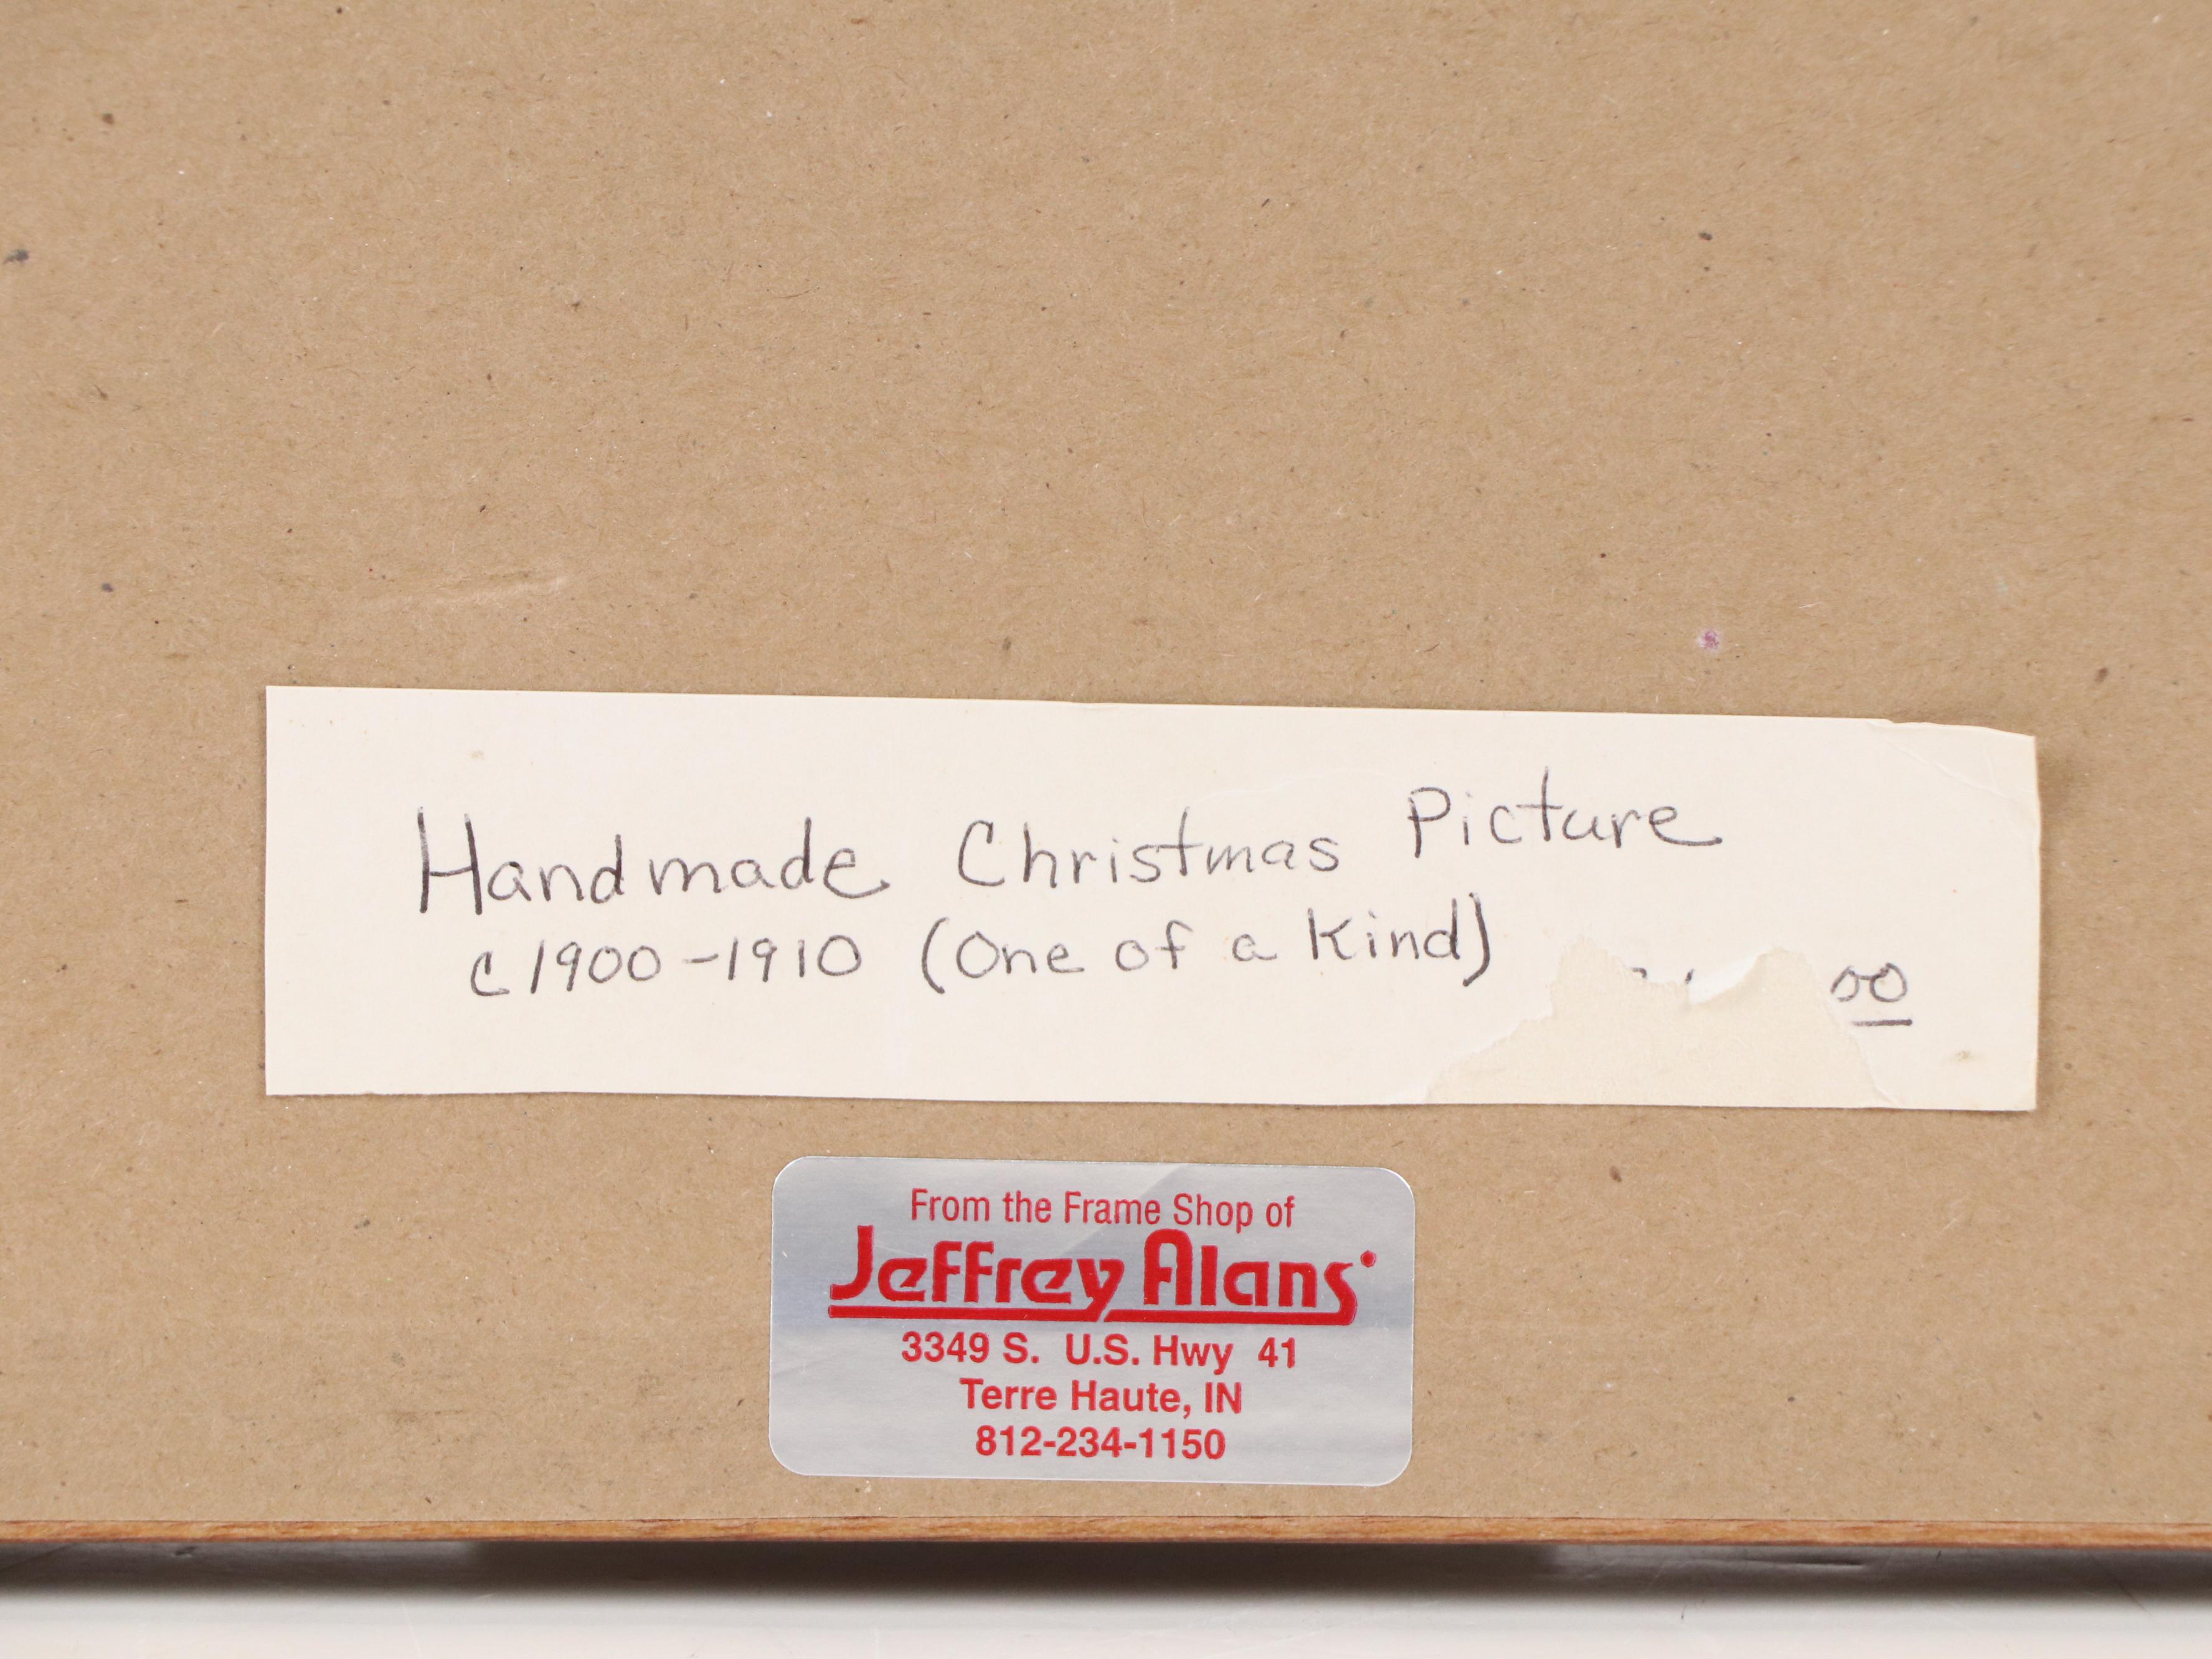 Handmade Christmas Picture
c1900-1910 (One of a Kind) 00
From the Frame Shop of
Jeffrey Alans
3349 S. U.S. Hwy 41
Terre Haute, IN
812-234-1150